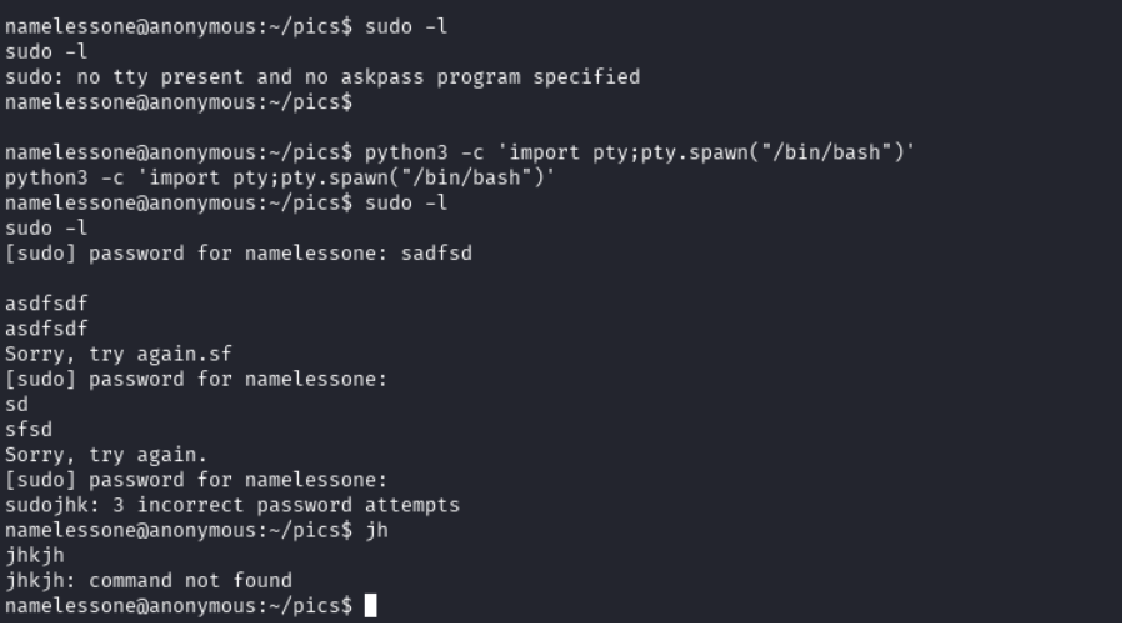 namelessone@anonymous:~/pics$ sudo -l
sudo -l
sudo: no tty present and no askpass program specified
namelessone@anonymous:~/pics$
namelessone@anonymous:~/pics$ python3 -c 'import pty;pty.spawn("/bin/bash")'
python3 -c 'import pty;pty.spawn("/bin/bash")'
namelessone@anonymous:~/pics$ sudo -l
sudo -l
[sudo] password for namelessone: sadfsd
asdfsdf
asdfsdf
Sorry, try again.sf
[sudo] password for namelessone:
sd
sfsd
Sorry, try again.
[sudo] password for namelessone:
sudojhk: 3 incorrect password attempts
namelessone@anonymous:~/pics$ jh
jhkjh
jhkjh: command not found
namelessone@anonymous:~/pics$